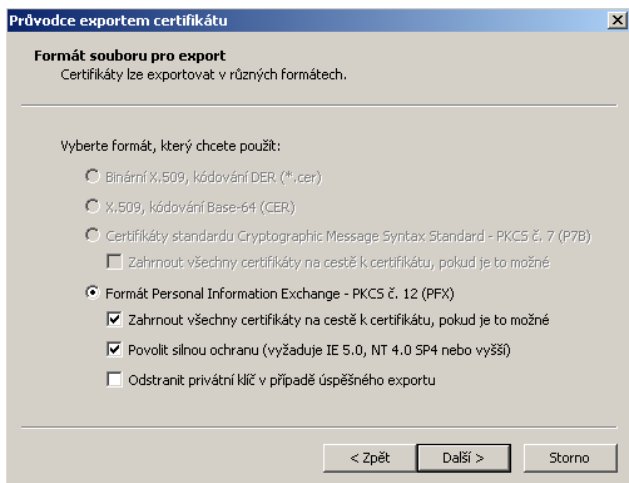 Průvodce exportem certifikátu
Formát souboru pro export
Certifikáty lze exportovat v různých formátech.
Vyberte formát, který chcete použít:
Binární X.509, kódování DER (*.cer)
X.509, kódování Base-64 (CER)
Certifikáty standardu Cryptographic Message Syntax Standard - PKCS č. 7 (P7B)
Zahrnout všechny certifikáty na cestě k certifikátu, pokud je to možné
Formát Personal Information Exchange - PKCS č. 12 (PFX)
Zahrnout všechny certifikáty na cestě k certifikátu, pokud je to možné
Povolit silnou ochranu (vyžaduje IE 5.0, NT 4.0 SP4 nebo vyšší)
Odstranit privátní klíč v případě úspěšného exportu
< Zpět Další > Storno